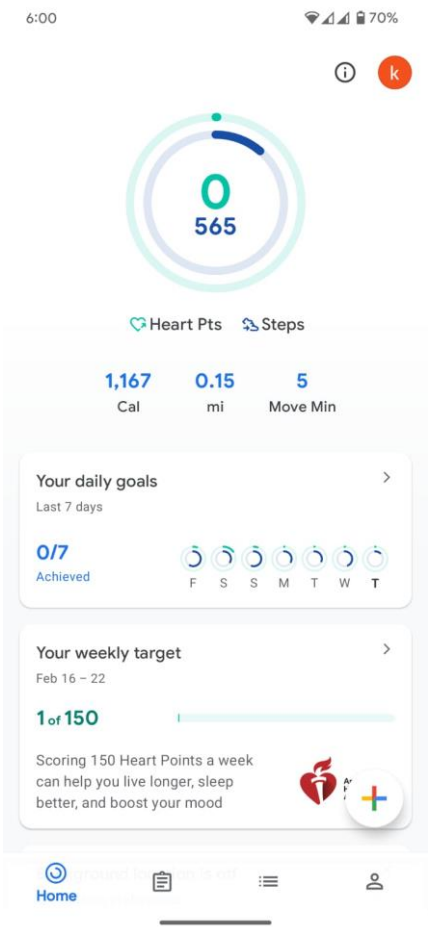 6:00
70%
k
0
565
Heart Pts Steps
1,167 0.15 5
Cal mi Move Min
Your daily goals
Last 7 days
0/7
Achieved
F S S M T W T
Your weekly target
Feb 16 – 22
1 of 150
Scoring 150 Heart Points a week
can help you live longer, sleep
better, and boost your mood
Home